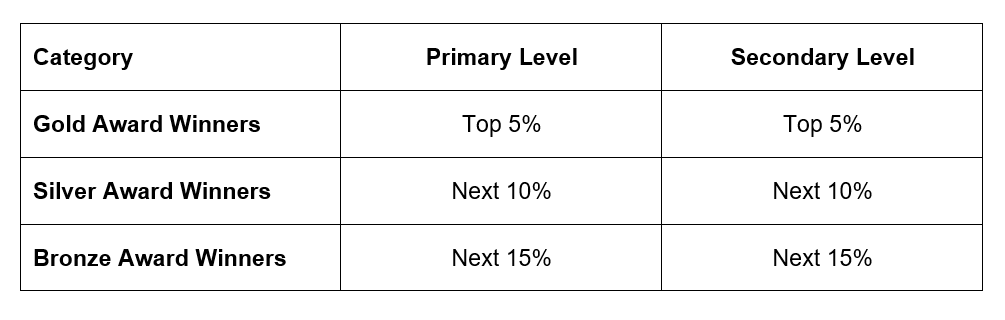 Category Primary Level Secondary Level
Gold Award Winners Top 5% Top 5%
Silver Award Winners Next 10% Next 10%
Bronze Award Winners Next 15% Next 15%